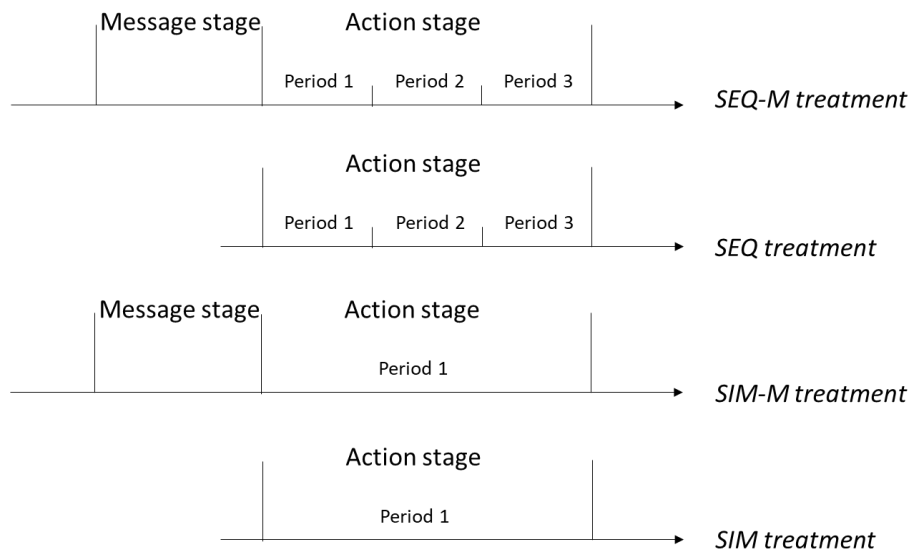 Message stage Action stage
Period 1 Period 2 Period 3
SEQ-M treatment
Action stage
Period 1 Period 2 Period 3
SEQ treatment
Message stage Action stage
Period 1
SIM-M treatment
Action stage
Period 1
SIM treatment